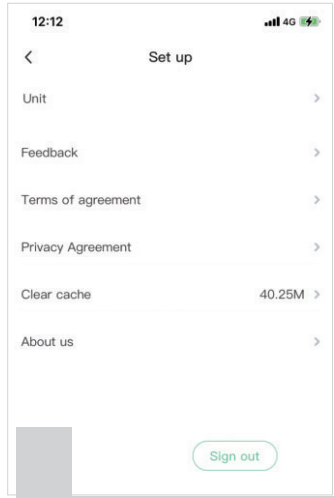 12:12
4G
Set up
Unit
Feedback
Terms of agreement
Privacy Agreement
Clear cache 40.25M
About us
Sign out